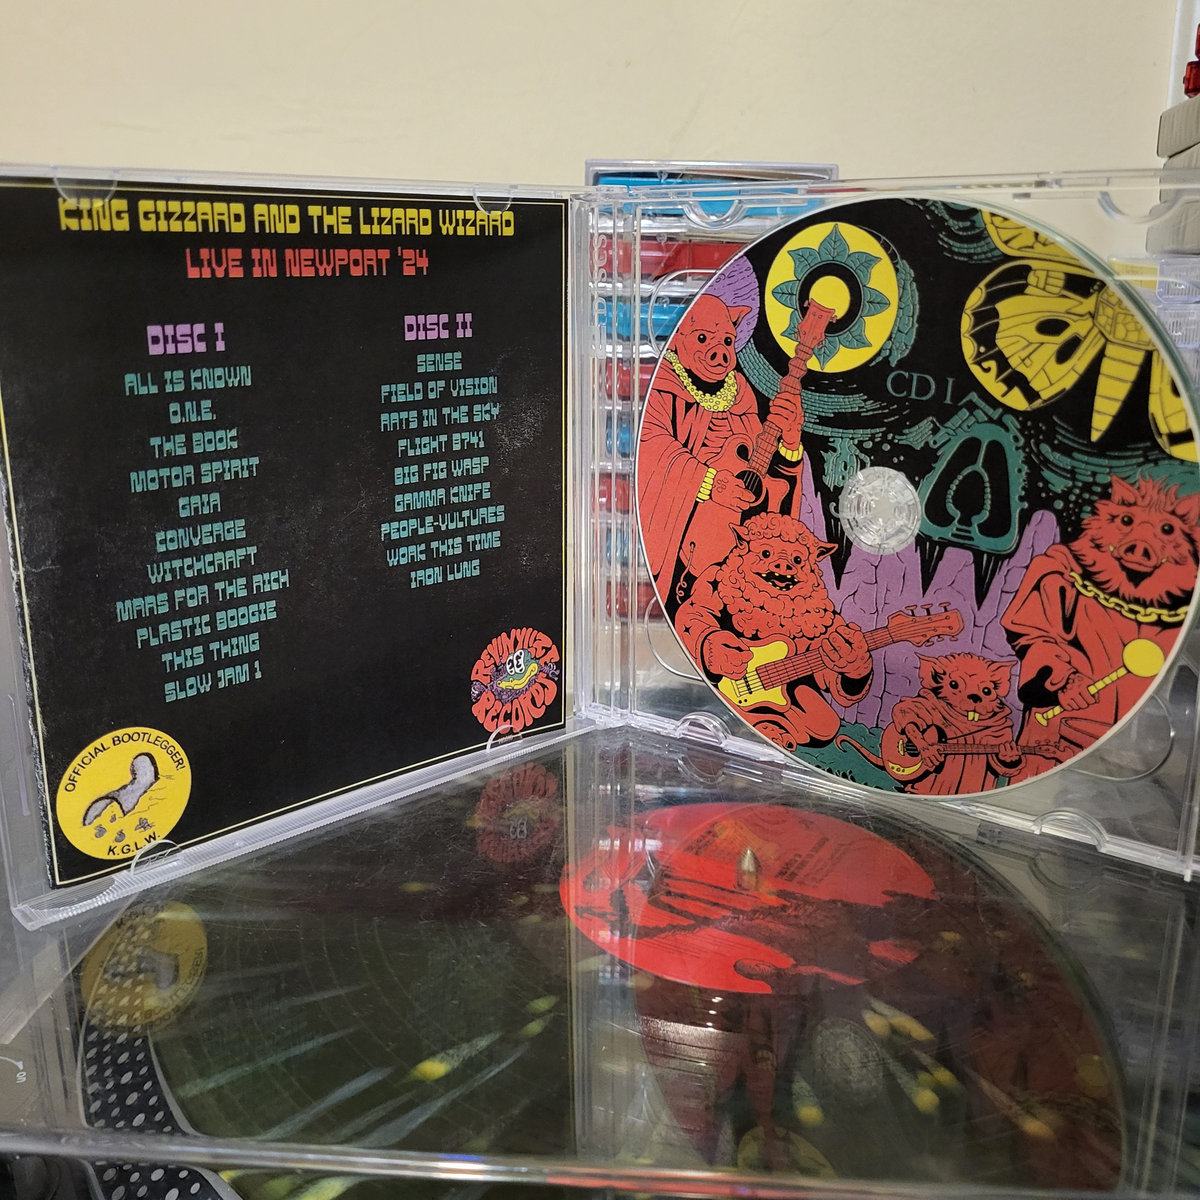 KING GIZZARD AND THE LIZARD WIZARD
LIVE IN NEWPORT '24
DISC I
ALL IS KNOWN
O.N.E.
THE BOOK
MOTOR SPIRIT
GAIA
CONVERGE
WITCHCRAFT
MARS FOR THE RICH
PLASTIC BOOGIE
THIS THING
SLOW JAM 1
DISC II
SENSE
FIELD OF VISION
RATS IN THE SKY
FLIGHT B741
BIG FIG WASP
GAMMA KNIFE
PEOPLE-VULTURES
WORK THIS TIME
IRON LUNG
OFFICIAL BOOTLEGGER!
K.G.L.W.
RECORDS
CD I